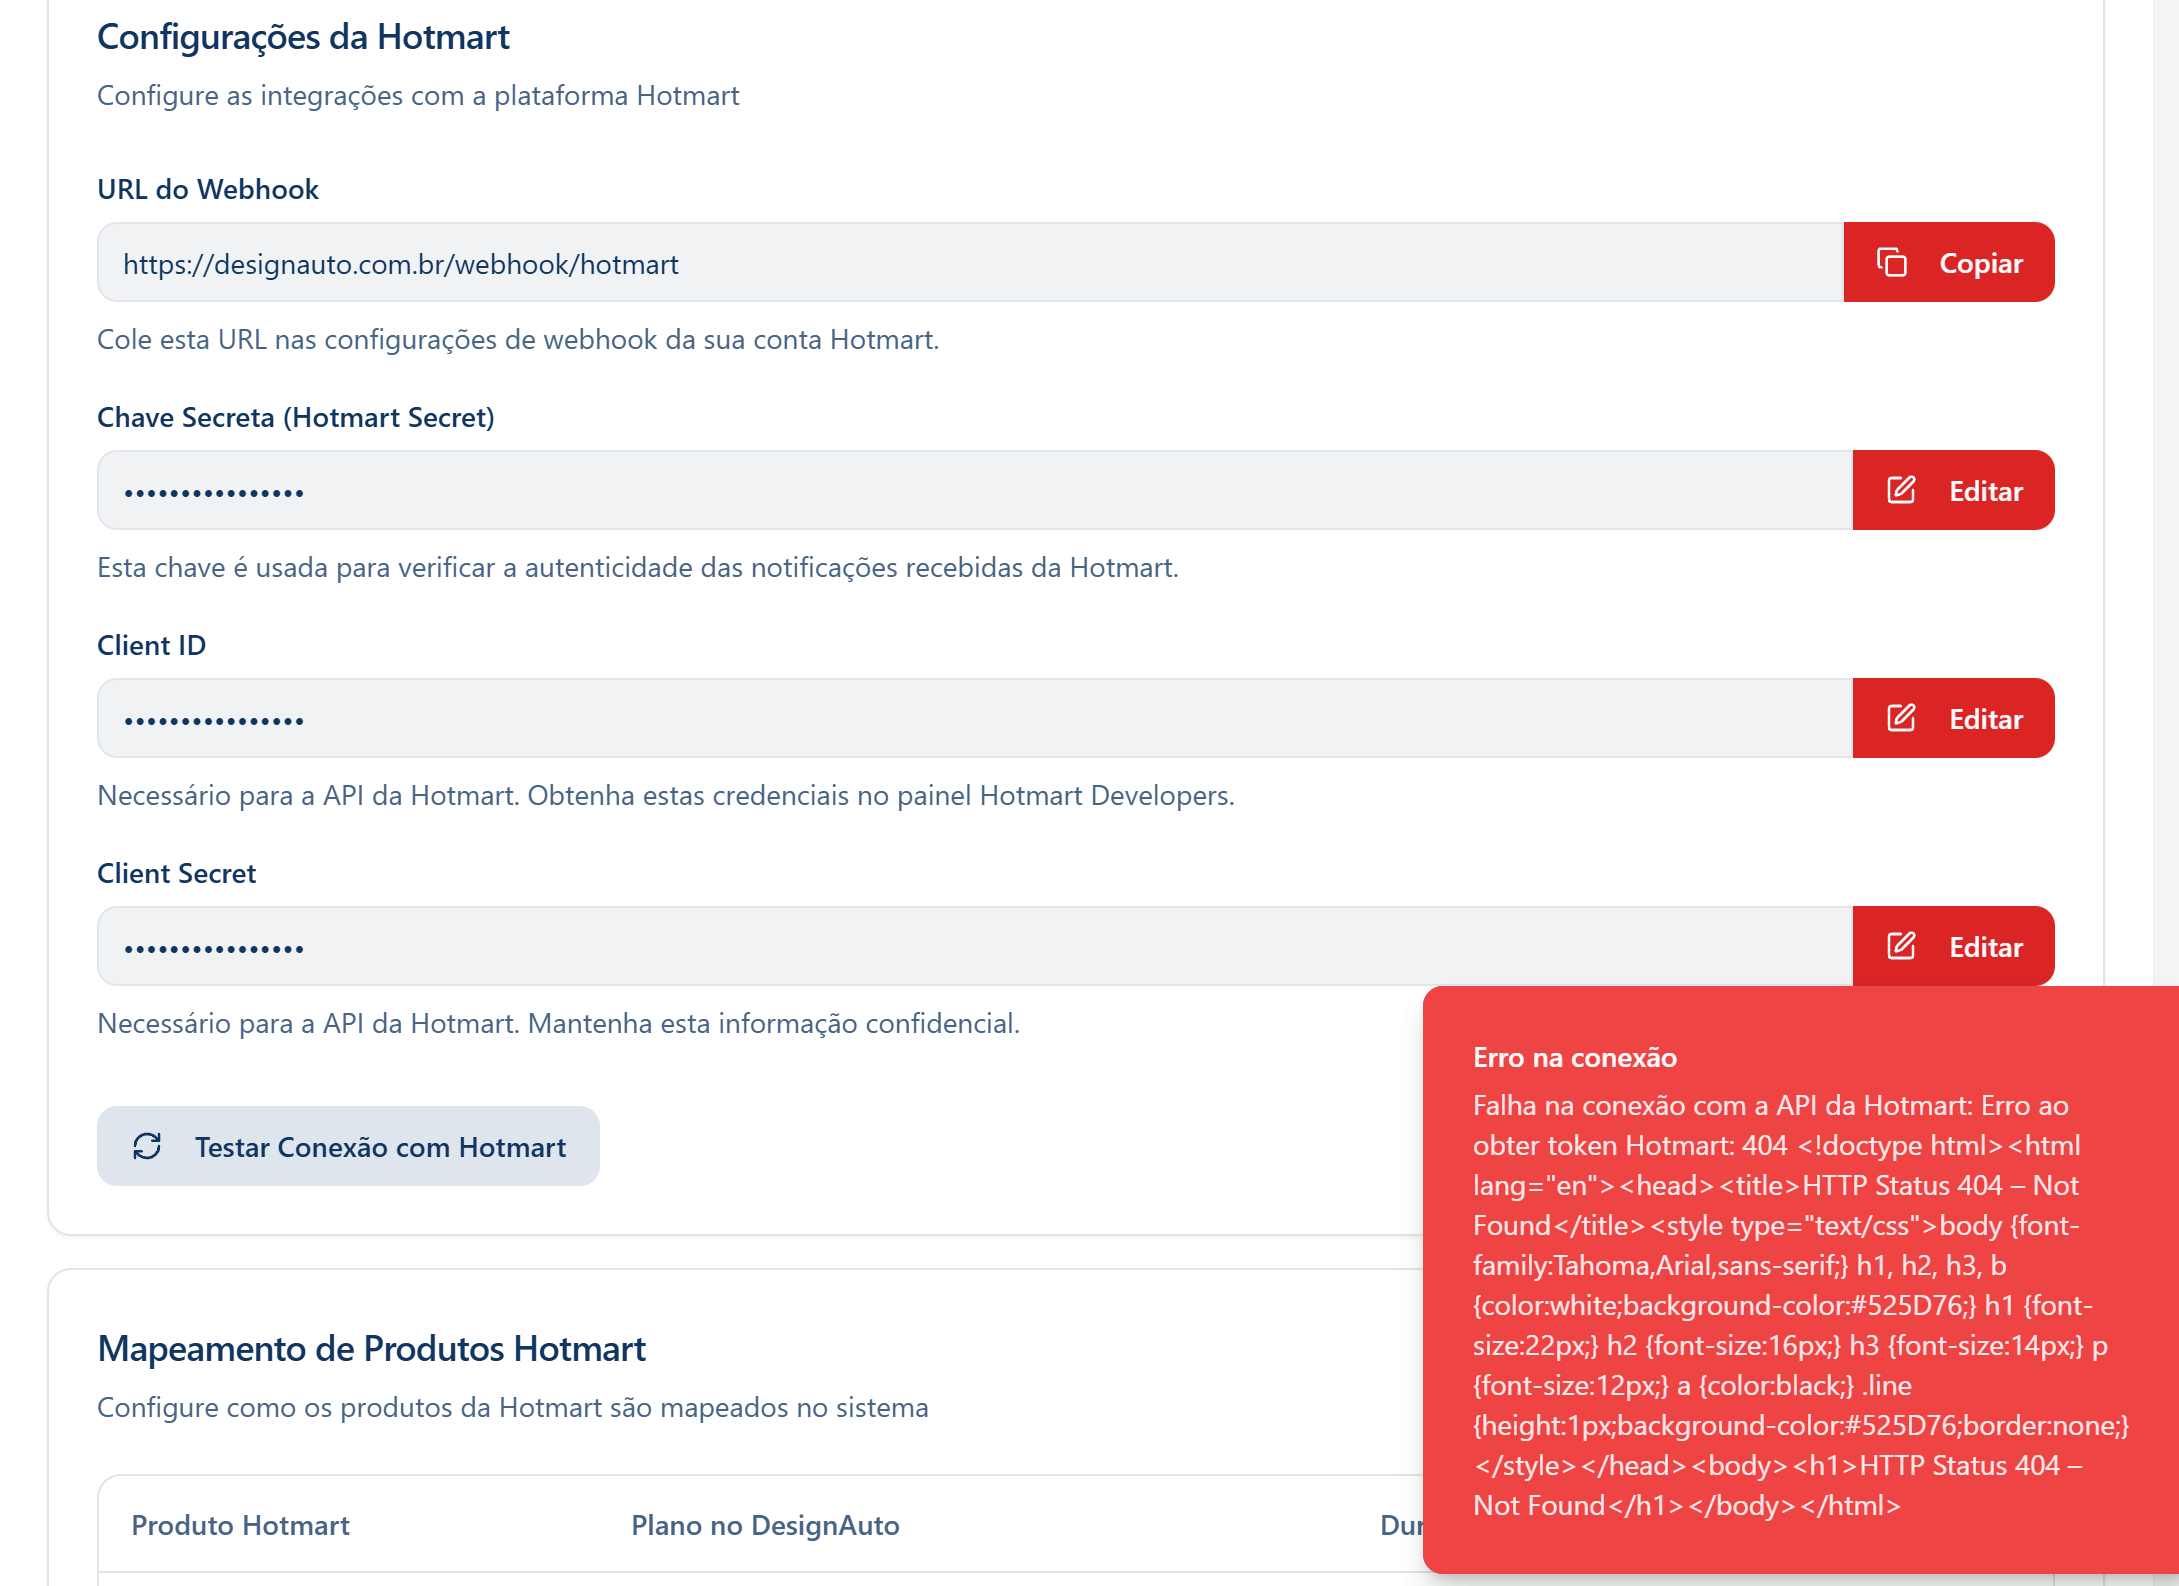 Configurações da Hotmart
Configure as integrações com a plataforma Hotmart
URL do Webhook
https://designauto.com.br/webhook/hotmart
Copiar
Cole esta URL nas configurações de webhook da sua conta Hotmart.
Chave Secreta (Hotmart Secret)
••••••••••••••••
Editar
Esta chave é usada para verificar a autenticidade das notificações recebidas da Hotmart.
Client ID
••••••••••••••••
Editar
Necessário para a API da Hotmart. Obtenha estas credenciais no painel Hotmart Developers.
Client Secret
••••••••••••••••
Editar
Necessário para a API da Hotmart. Mantenha esta informação confidencial.
Testar Conexão com Hotmart
Erro na conexão
Falha na conexão com a API da Hotmart: Erro ao
obter token Hotmart: 404 <!doctype html><html
lang="en"><head><title>HTTP Status 404 – Not
Found</title><style type="text/css">body {font-
family:Tahoma,Arial,sans-serif;} h1, h2, h3, b
{color:white;background-color:#525D76;} h1 {font-
size:22px;} h2 {font-size:16px;} h3 {font-size:14px;} p
{font-size:12px;} a {color:black;} .line
{height:1px;background-color:#525D76;border:none;}
</style></head><body><h1>HTTP Status 404 –
Not Found</h1></body></html>
Mapeamento de Produtos Hotmart
Configure como os produtos da Hotmart são mapeados no sistema
Produto Hotmart
Plano no DesignAuto